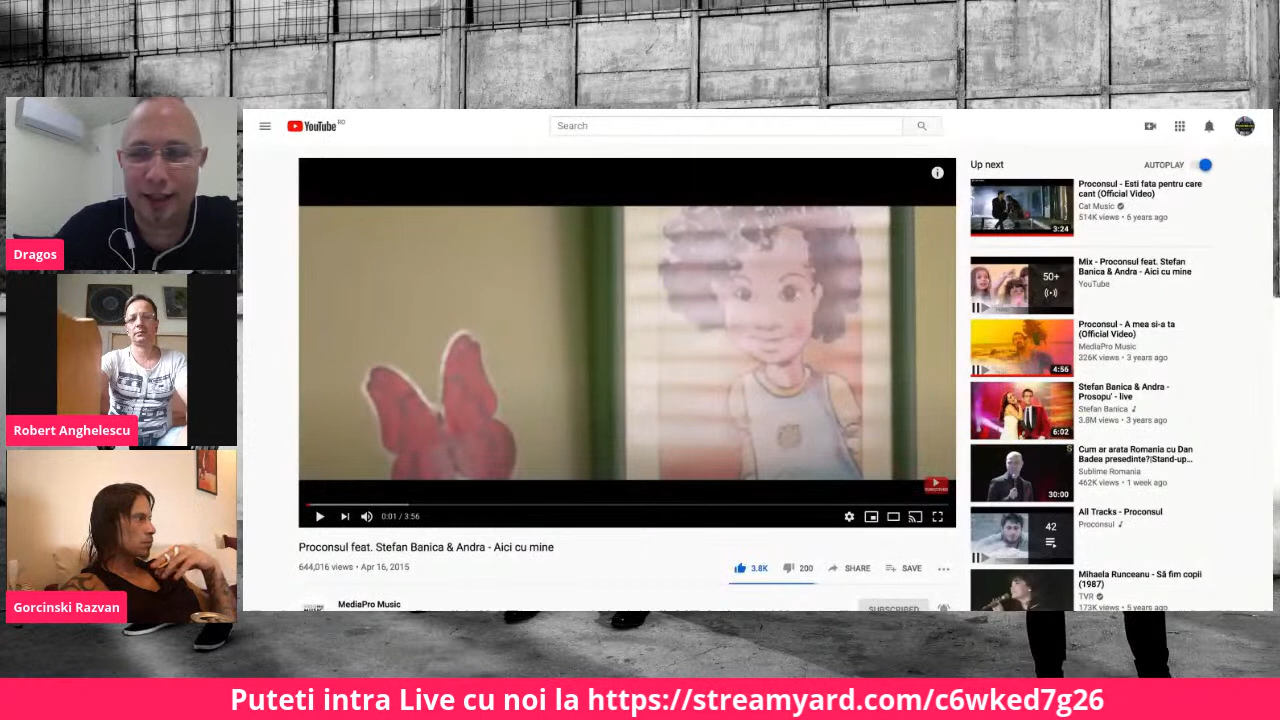 YouTube RO
Search
Up next
AUTOPLAY
Dragos
Robert Anghelescu
Gorcinski Razvan
0:01 / 3:56
Proconsul feat. Stefan Banica & Andra - Aici cu mine
644,016 views • Apr 16, 2015
3.8K
200
SHARE
SAVE
MediaPro Music
SUBSCRIBED
Proconsul - Esti fata pentru care
cant (Official Video)
Cat Music
514K views • 6 years ago
3:24
Mix - Proconsul feat. Stefan
Banica & Andra - Aici cu mine
YouTube
50+
Proconsul - A mea si-a ta
(Official Video)
MediaPro Music
326K views • 3 years ago
4:56
Stefan Banica & Andra -
Prosopu' - live
Stefan Banica
3.8M views • 3 years ago
6:02
Cum ar arata Romania cu Dan
Badea presedinte?|Stand-up...
Sublime Romania
462K views • 1 week ago
30:00
All Tracks - Proconsul
Proconsul
42
Mihaela Runceanu - Să fim copii
(1987)
TVR
173K views • 5 years ago
Puteti intra Live cu noi la https://streamyard.com/c6wked7g26